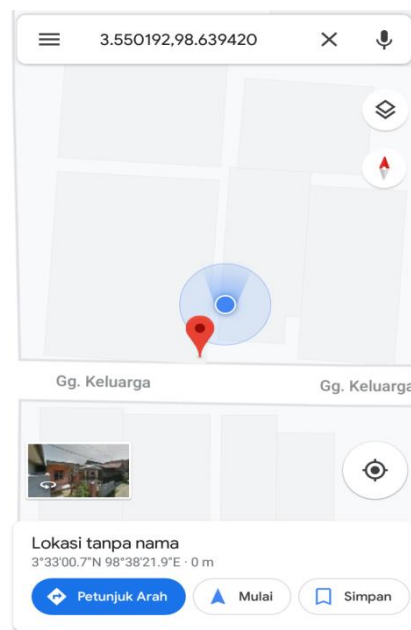 3.550192,98.639420
Gg. Keluarga
Gg. Keluarga
Lokasi tanpa nama
3°33'00.7"N 98°38'21.9"E · 0 m
Petunjuk Arah
Mulai
Simpan